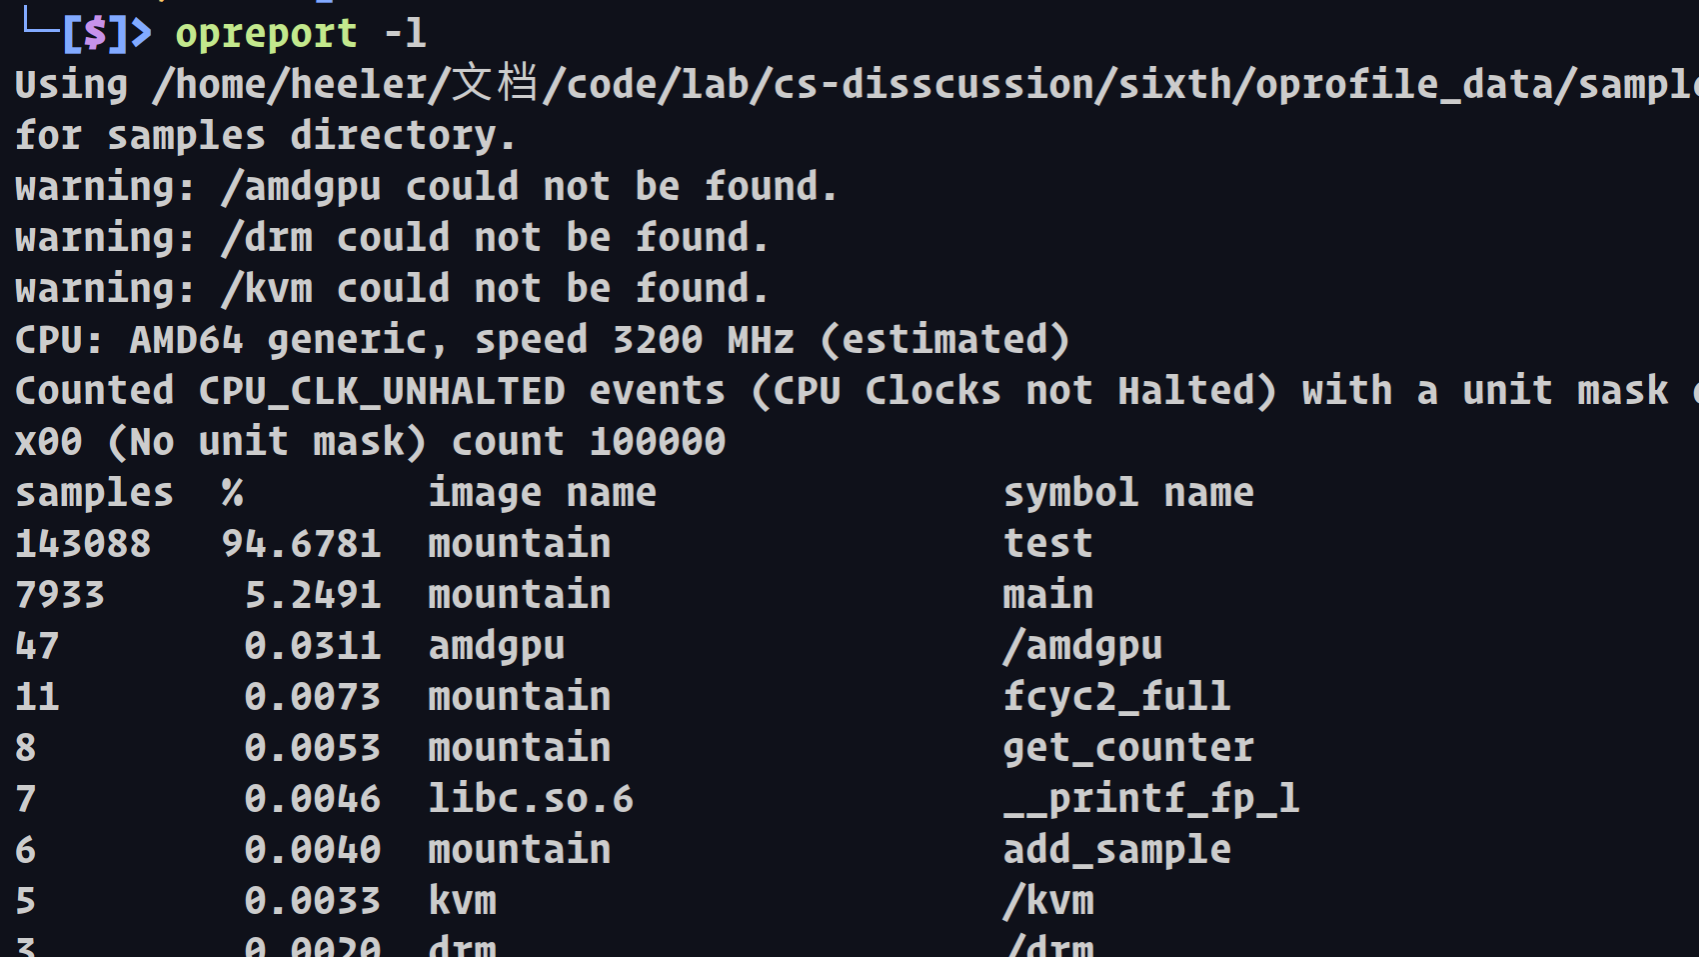 └─[$]> opreport -l
Using /home/heeler/文档/code/lab/cs-disscussion/sixth/oprofile_data/sampl
for samples directory.
warning: /amdgpu could not be found.
warning: /drm could not be found.
warning: /kvm could not be found.
CPU: AMD64 generic, speed 3200 MHz (estimated)
Counted CPU_CLK_UNHALTED events (CPU Clocks not Halted) with a unit mask
x00 (No unit mask) count 100000
samples % image name symbol name
143088 94.6781 mountain test
7933 5.2491 mountain main
47 0.0311 amdgpu /amdgpu
11 0.0073 mountain fcyc2_full
8 0.0053 mountain get_counter
7 0.0046 libc.so.6 __printf_fp_l
6 0.0040 mountain add_sample
5 0.0033 kvm /kvm
3 0.0020 drm /drm